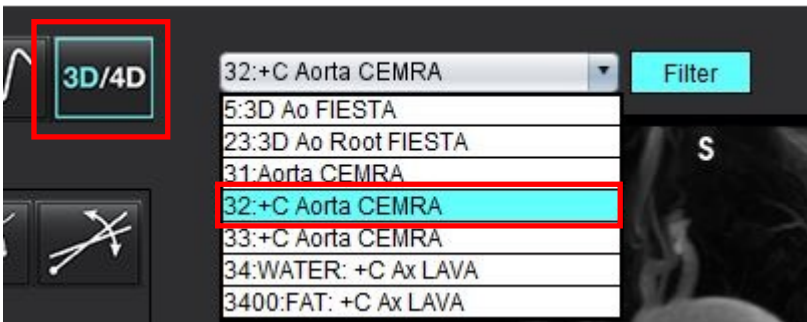 3D/4D
32:+C Aorta CEMRA
Filter
5:3D Ao FIESTA
23:3D Ao Root FIESTA
31:Aorta CEMRA
32:+C Aorta CEMRA
33:+C Aorta CEMRA
34:WATER: +C Ax LAVA
3400:FAT: +C Ax LAVA
S